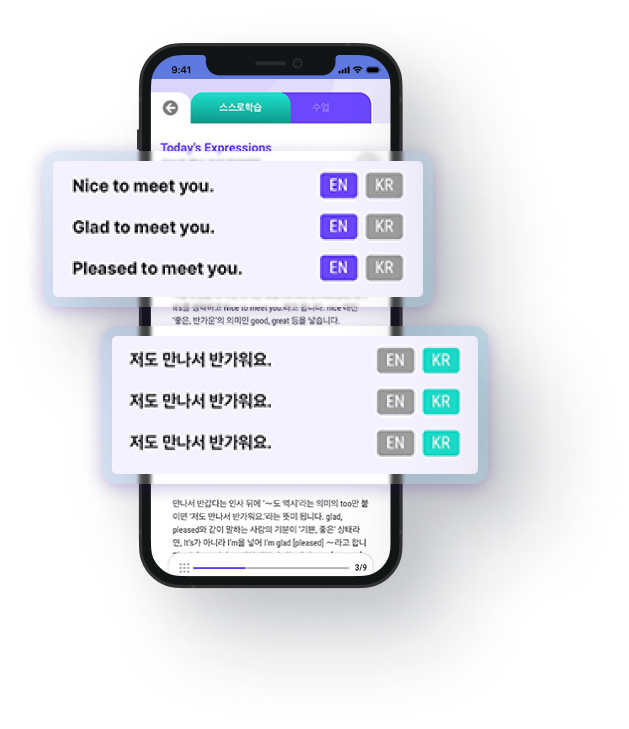 9:41
스스로학습
수업
Today's Expressions
Nice to meet you. EN KR
Glad to meet you. EN KR
Pleased to meet you. EN KR
It's를 생략하고 Nice to meet you.라고 합니다. nice 대신
'좋은, 반가운'의 의미인 good, great 등을 넣습니다.
저도 만나서 반가워요. EN KR
저도 만나서 반가워요. EN KR
저도 만나서 반가워요. EN KR
만나서 반갑다는 인사 뒤에 '~도 역시'라는 의미의 too만 붙
이면 '저도 만나서 반가워요.'라는 뜻이 됩니다. glad,
pleased와 같이 말하는 사람의 기분이 '기쁜, 좋은' 상태라
면, It's가 아니라 I'm을 넣어 I'm glad [pleased] ~라고 합니
3/9